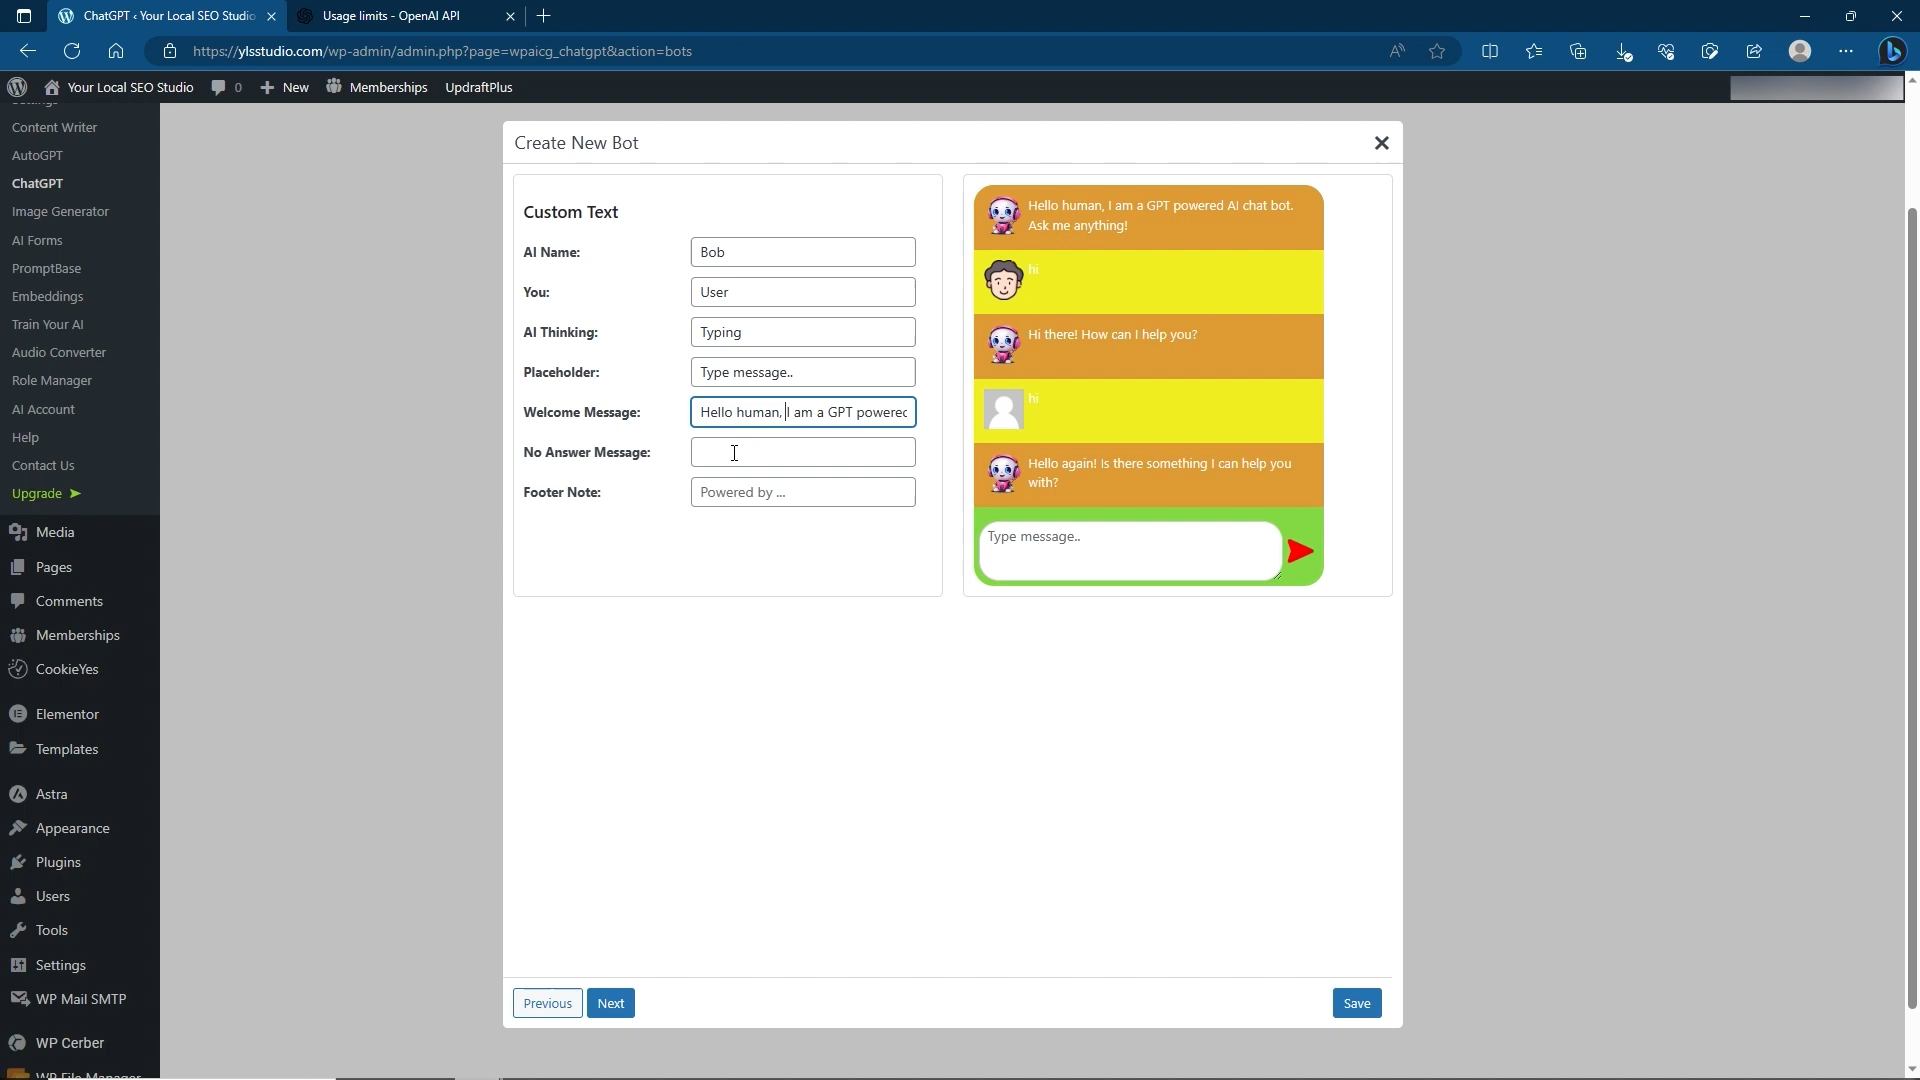 ChatGPT ‹ Your Local SEO Studio
Usage limits - OpenAI API
https://ylsstudio.com/wp-admin/admin.php?page=wpaicg_chatgpt&action=bots
Your Local SEO Studio
0
New
Memberships
UpdraftPlus
Settings
Content Writer
AutoGPT
ChatGPT
Image Generator
AI Forms
PromptBase
Embeddings
Train Your AI
Audio Converter
Role Manager
AI Account
Help
Contact Us
Upgrade ➤
Media
Pages
Comments
Memberships
CookieYes
Elementor
Templates
Astra
Appearance
Plugins
Users
Tools
Settings
WP Mail SMTP
WP Cerber
WP File Manager
Create New Bot
Custom Text
AI Name:
Bob
You:
User
AI Thinking:
Typing
Placeholder:
Type message..
Welcome Message:
Hello human, I am a GPT powered
No Answer Message:
Footer Note:
Powered by ...
Hello human, I am a GPT powered AI chat bot.
Ask me anything!
hi
Hi there! How can I help you?
hi
Hello again! Is there something I can help you
with?
Type message..
Previous
Next
Save